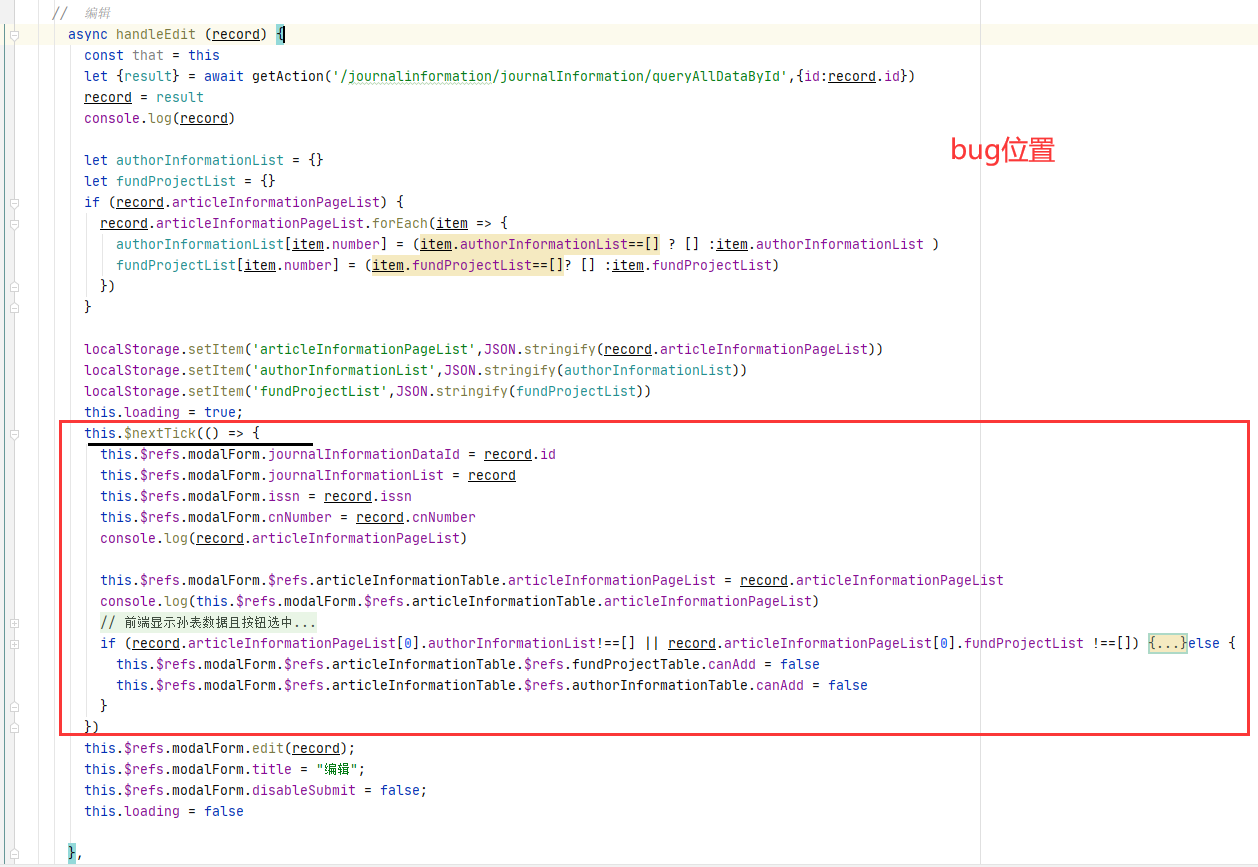 // 编辑
async handleEdit (record) {
const that = this
let {result} = await getAction('/journalinformation/journalInformation/queryAllDataById',{id:record.id})
record = result
console.log(record)
bug位置
let authorInformationList = {}
let fundProjectList = {}
if (record.articleInformationPageList) {
record.articleInformationPageList.forEach(item => {
authorInformationList[item.number] = (item.authorInformationList==[] ? [] :item.authorInformationList )
fundProjectList[item.number] = (item.fundProjectList==[]? [] :item.fundProjectList)
})
}
localStorage.setItem('articleInformationPageList',JSON.stringify(record.articleInformationPageList))
localStorage.setItem('authorInformationList',JSON.stringify(authorInformationList))
localStorage.setItem('fundProjectList',JSON.stringify(fundProjectList))
this.loading = true;
this.$nextTick(() => {
this.$refs.modalForm.journalInformationDataId = record.id
this.$refs.modalForm.journalInformationList = record
this.$refs.modalForm.issn = record.issn
this.$refs.modalForm.cnNumber = record.cnNumber
console.log(record.articleInformationPageList)
this.$refs.modalForm.$refs.articleInformationTable.articleInformationPageList = record.articleInformationPageList
console.log(this.$refs.modalForm.$refs.articleInformationTable.articleInformationPageList)
// 前端显示孙表数据且按钮选中...
if (record.articleInformationPageList[0].authorInformationList!==[] || record.articleInformationPageList[0].fundProjectList !==[]) {...}else {
this.$refs.modalForm.$refs.articleInformationTable.$refs.fundProjectTable.canAdd = false
this.$refs.modalForm.$refs.articleInformationTable.$refs.authorInformationTable.canAdd = false
}
})
this.$refs.modalForm.edit(record);
this.$refs.modalForm.title = "编辑";
this.$refs.modalForm.disableSubmit = false;
this.loading = false
},